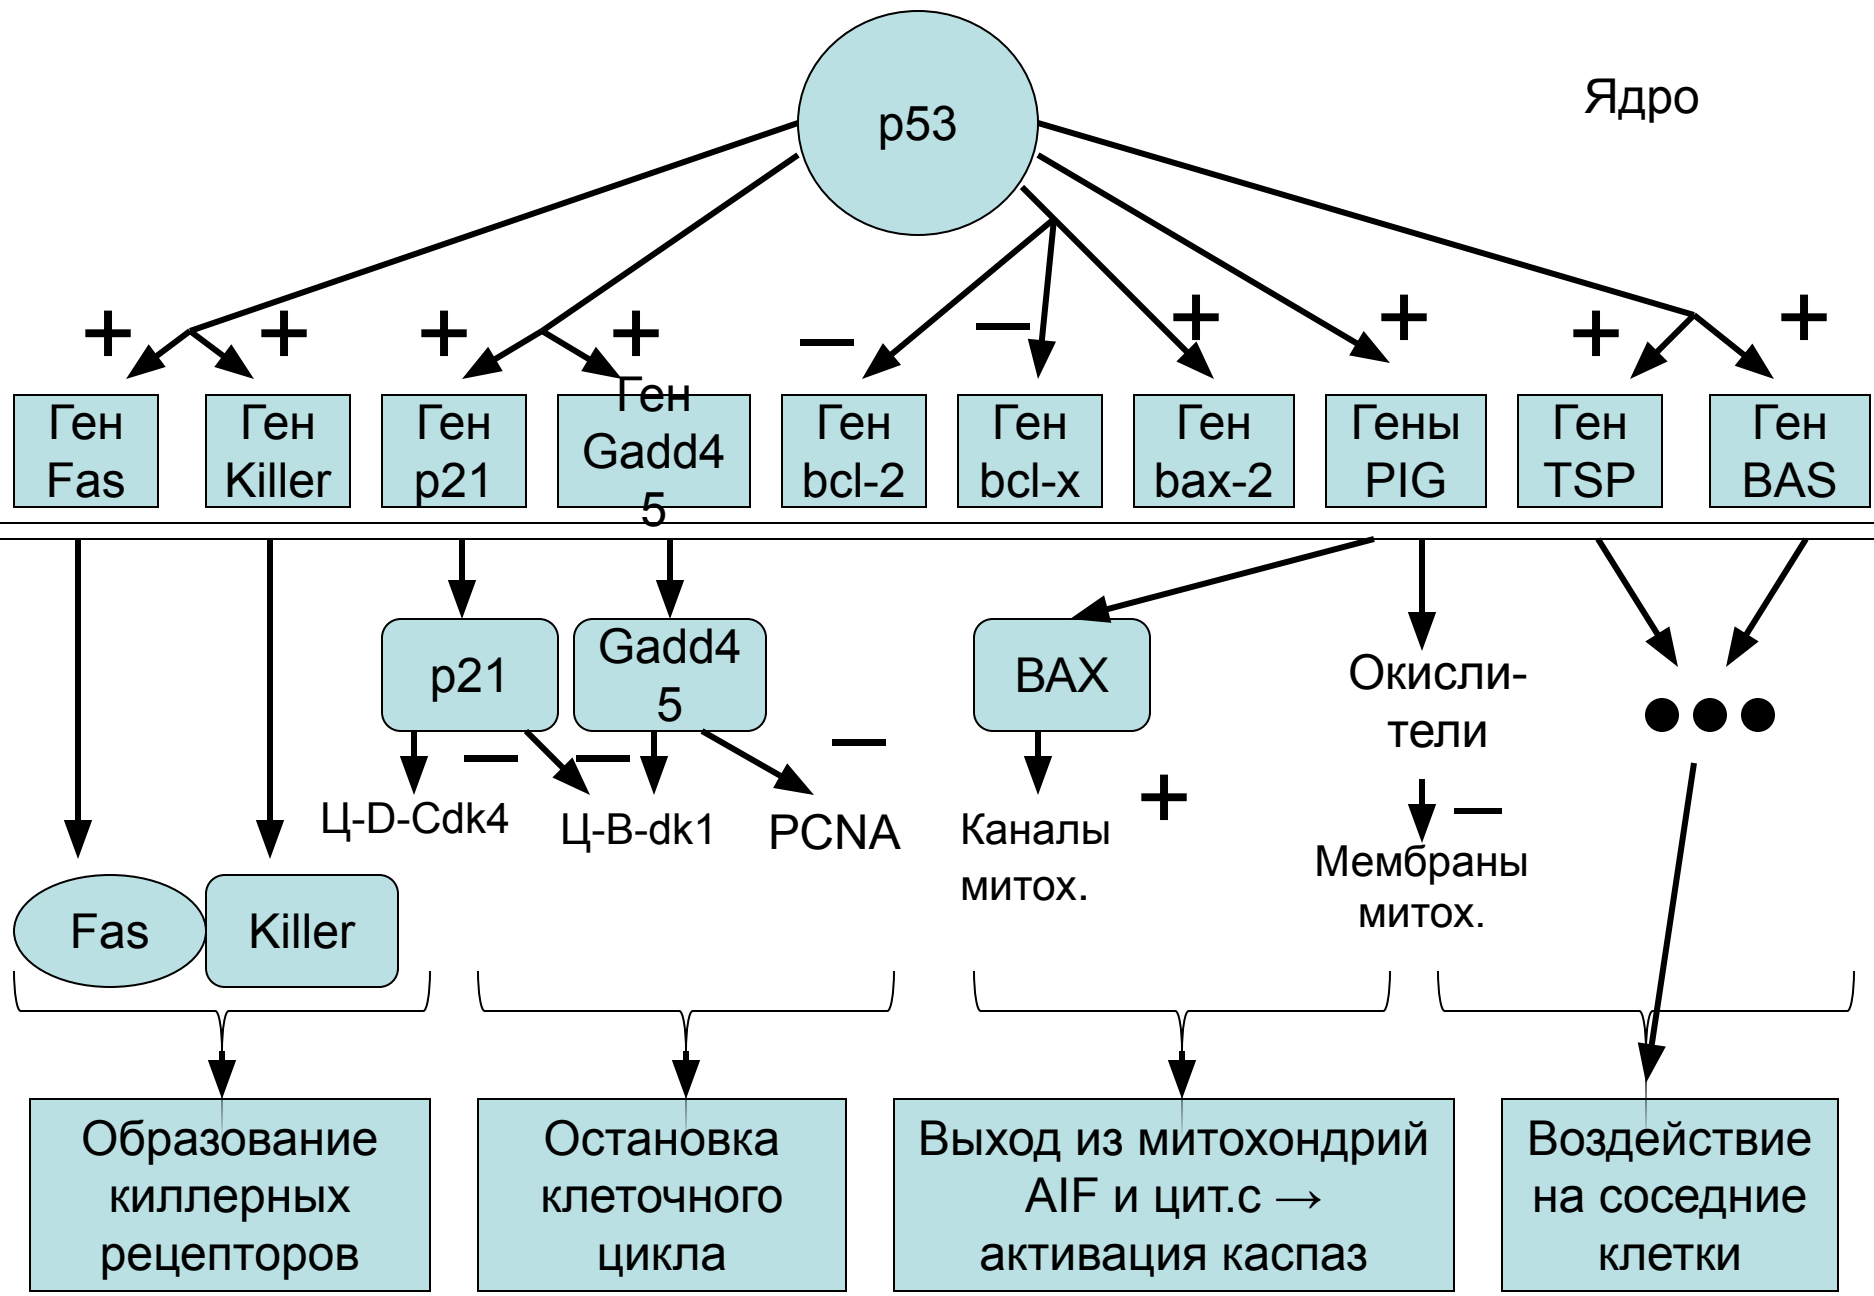 p53
Ядро
+
+
+
+
–
–
+
+
+
+
Ген
Fas
Ген
Killer
Ген
p21
Ген
Gadd4
5
Ген
bcl-2
Ген
bcl-x
Ген
bax-2
Гены
PIG
Ген
TSP
Ген
BAS
p21
Gadd4
5
BAX
Окисли-
тели
–
–
–
+
–
Ц-D-Cdk4
Ц-B-dk1
PCNA
Каналы
митох.
Мембраны
митох.
Fas
Killer
Образование
киллерных
рецепторов
Остановка
клеточного
цикла
Выход из митохондрий
AIF и цит.с →
активация каспаз
Воздействие
на соседние
клетки